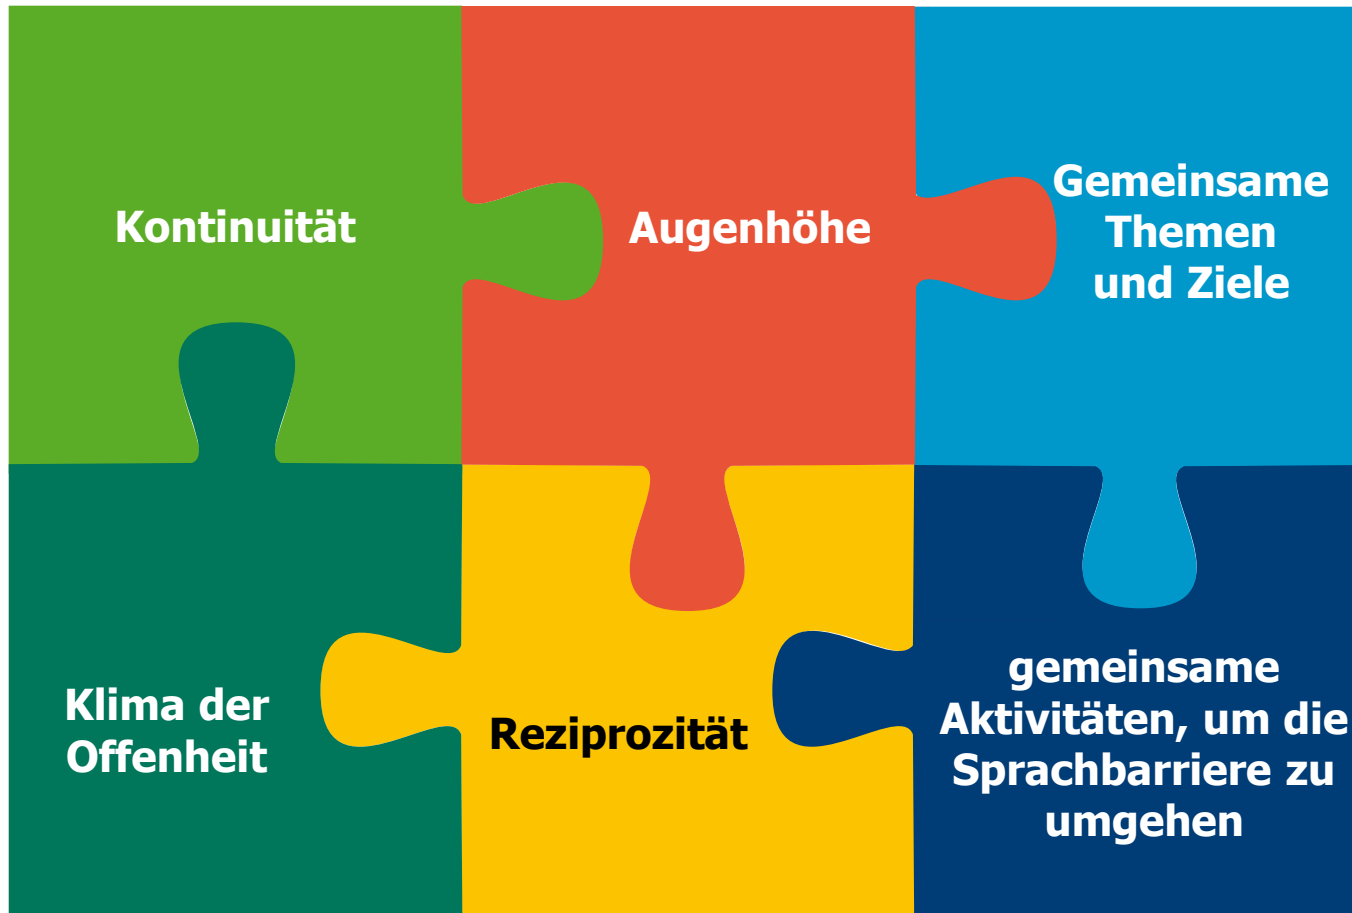 Kontinuität
Augenhöhe
Gemeinsame
Themen
und Ziele
Klima der
Offenheit
Reziprozität
gemeinsame
Aktivitäten, um die
Sprachbarriere zu
umgehen